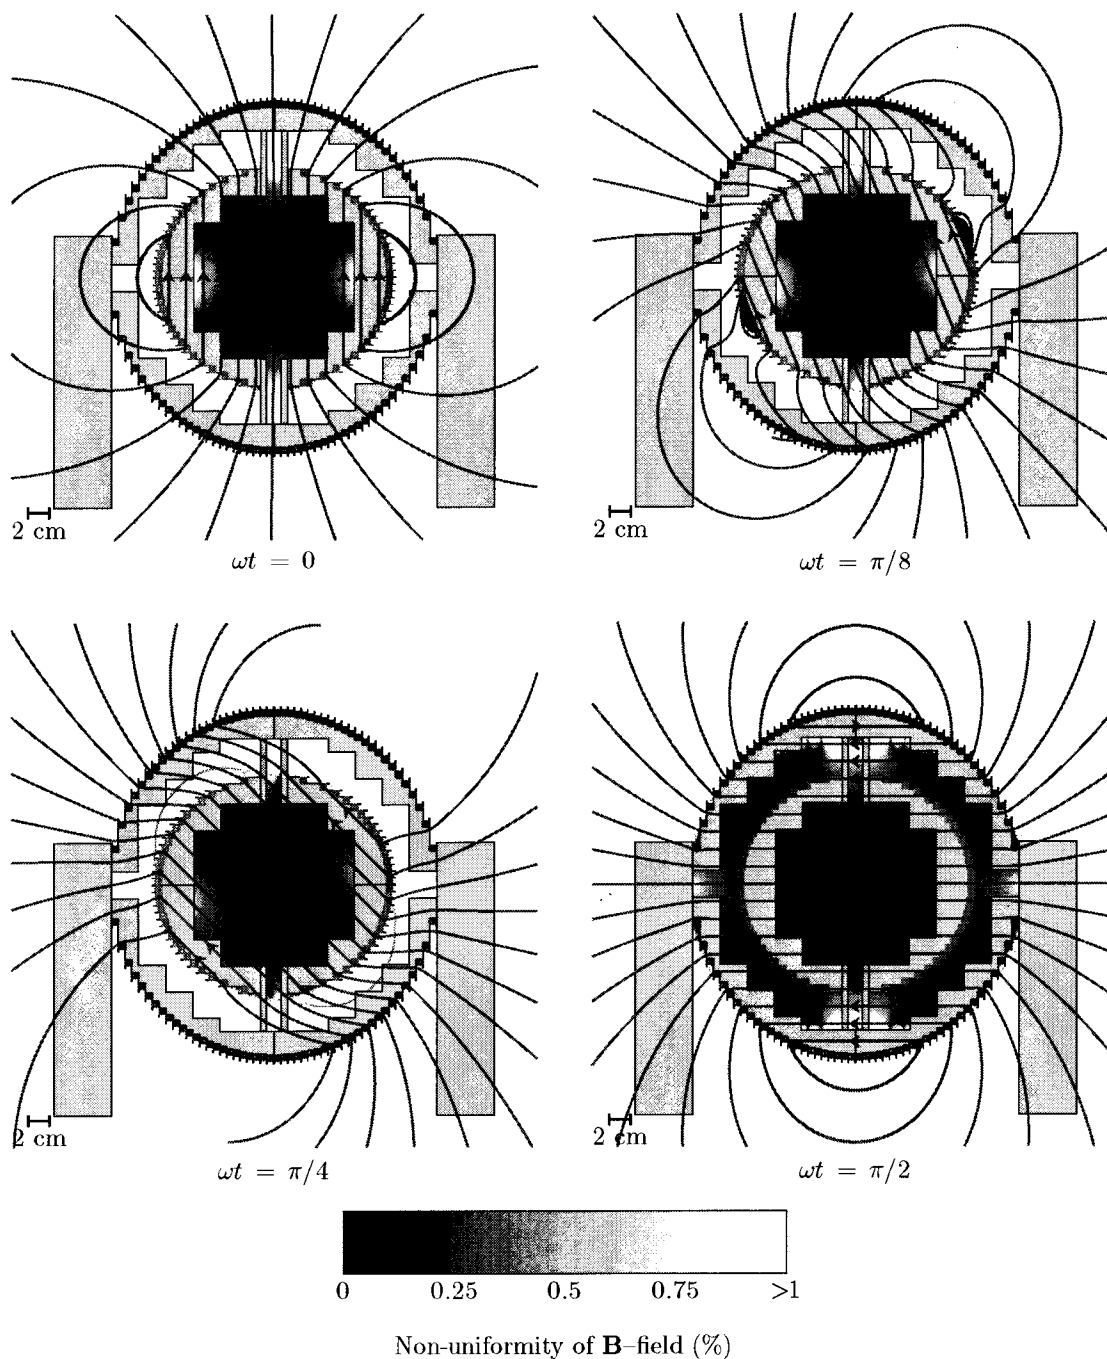 2 cm
ωt = 0
2 cm
ωt = π/8
2 cm
ωt = π/4
2 cm
ωt = π/2
0 0.25 0.5 0.75 >1
Non-uniformity of B–field (%)